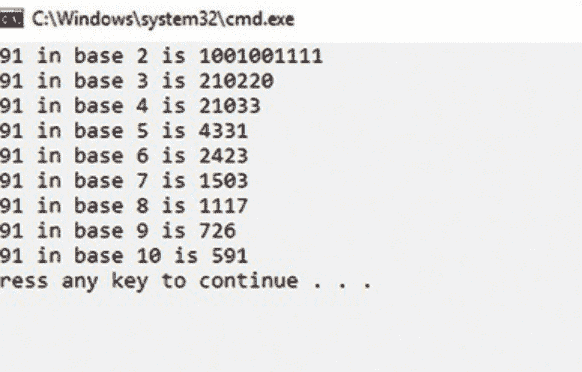 C:\Windows\system32\cmd.exe
91 in base 2 is 1001001111
91 in base 3 is 210220
91 in base 4 is 21033
91 in base 5 is 4331
91 in base 6 is 2423
91 in base 7 is 1503
91 in base 8 is 1117
91 in base 9 is 726
91 in base 10 is 591
ress any key to continue . . .